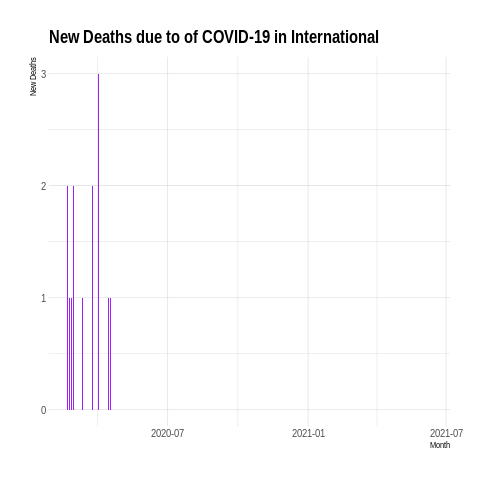 New Deaths due to of COVID-19 in International
New Deaths
3
2
1
0
2020-07
2021-01
2021-07
Month